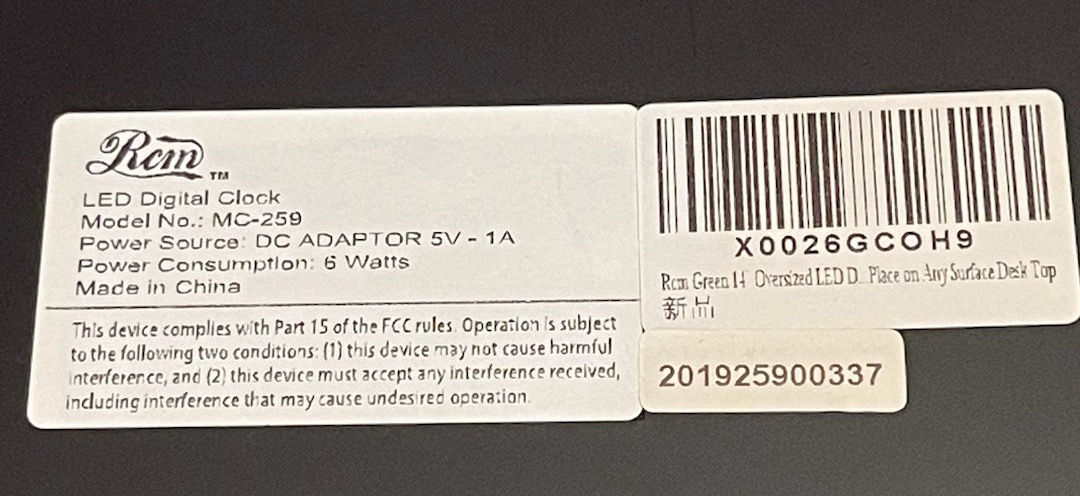 Rcm TM
LED Digital Clock
Model No.: MC-259
Power Source: DC ADAPTOR 5V - 1A
Power Consumption: 6 Watts
Made in China
This device complies with Part 15 of the FCC rules. Operation is subject
to the following two conditions: (1) this device may not cause harmful
interference, and (2) this device must accept any interference received,
including interference that may cause undesired operation.
X0026GCOH9
Rcm Green 14" Oversized LED D... Place on Any Surface Desk Top
新品
201925900337